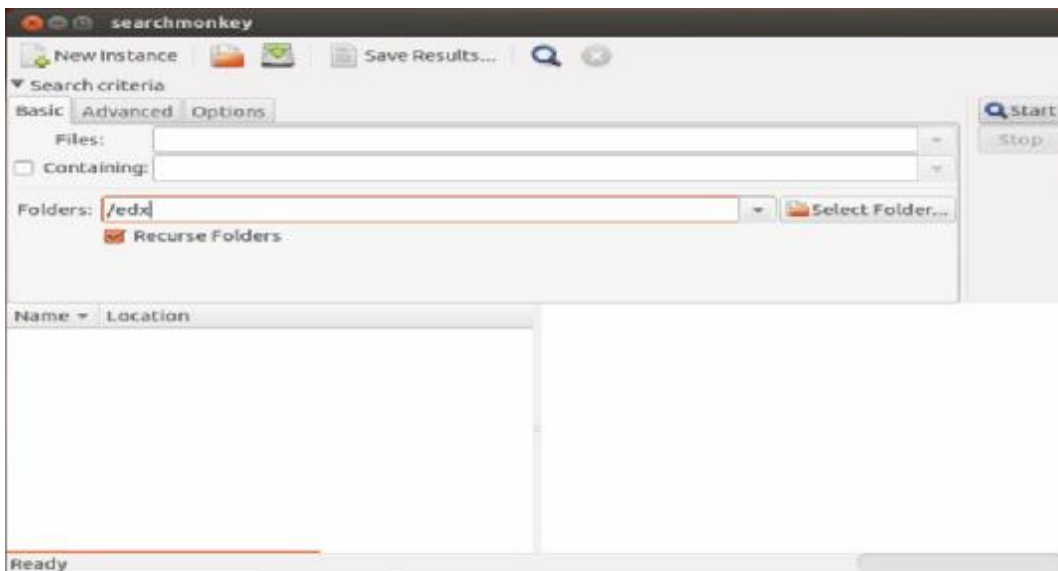 searchmonkey
New Instance Save Results...
Search criteria
Basic Advanced Options
Start
Files:
Stop
Containing:
Folders: /edx Select Folder...
Recurse Folders
Name Location
Ready